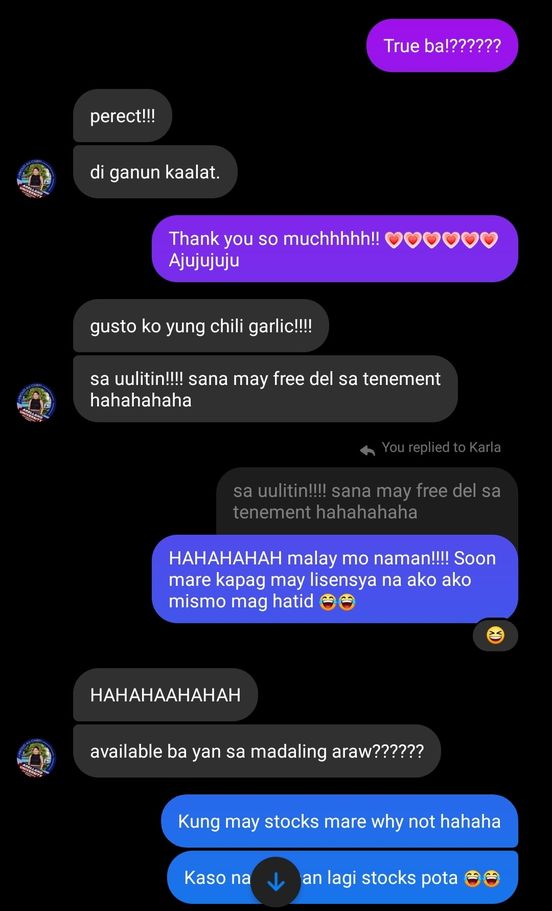 True ba!??????
perect!!!
di ganun kaalat.
Thank you so muchhhhh!! 💗💗💗💗💗💗
Ajujujuju
gusto ko yung chili garlic!!!!
sa uulitin!!!! sana may free del sa tenement
hahahahaha
You replied to Karla
sa uulitin!!!! sana may free del sa
tenement hahahahaha
HAHAHAHAH malay mo naman!!!! Soon
mare kapag may lisensya na ako ako
mismo mag hatid 😂😂
😆
HAHAHAAHAHAH
available ba yan sa madaling araw??????
Kung may stocks mare why not hahaha
Kaso lagi stocks pota 😂😂